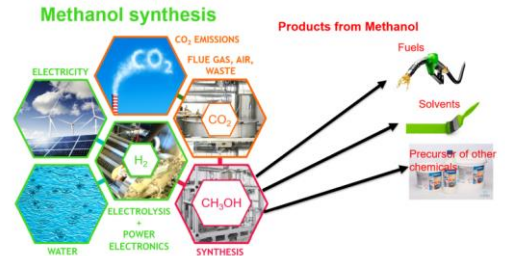 Methanol synthesis
Products from Methanol
CO₂ EMISSIONS
FLUE GAS, AIR,
WASTE
ELECTRICITY
CO₂
CO₂
H₂
CH₃OH
WATER
ELECTROLYSIS
+
POWER
ELECTRONICS
SYNTHESIS
Fuels
Solvents
Precursor of other
chemicals